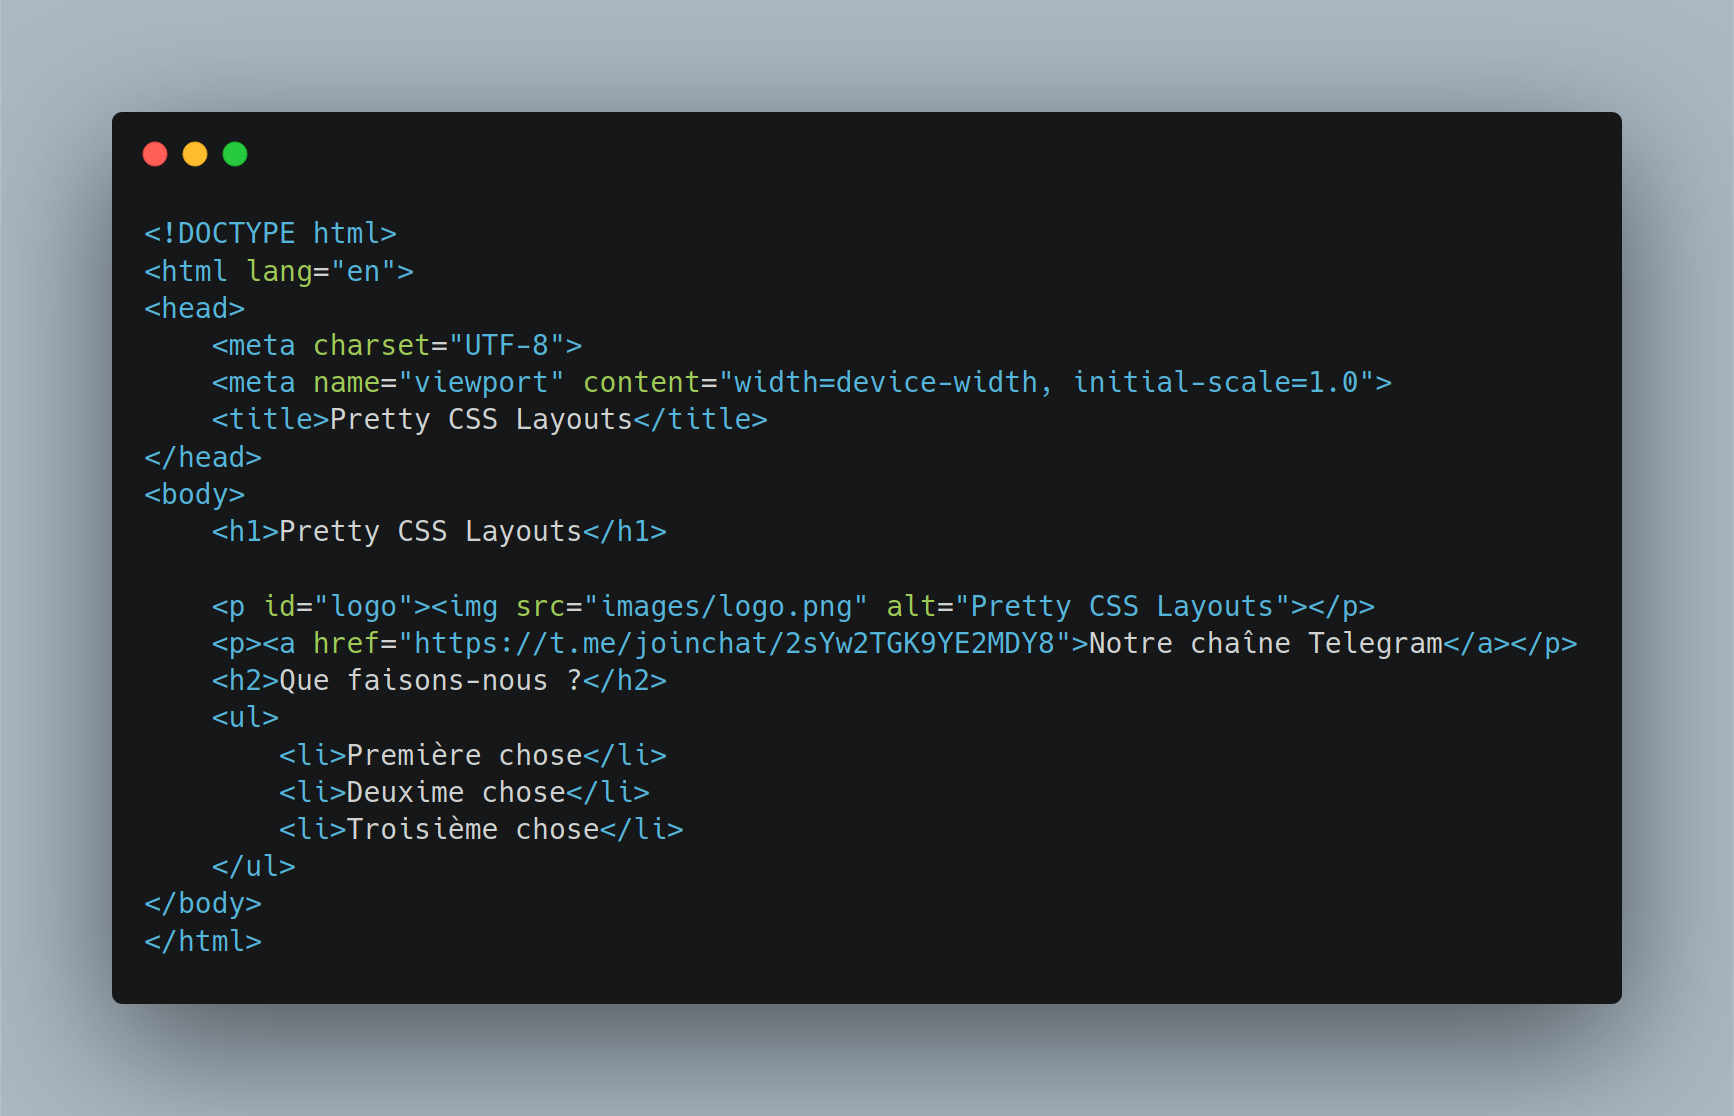 <!DOCTYPE html>
<html lang="en">
<head>
    <meta charset="UTF-8">
    <meta name="viewport" content="width=device-width, initial-scale=1.0">
    <title>Pretty CSS Layouts</title>
</head>
<body>
    <h1>Pretty CSS Layouts</h1>

    <p id="logo"><img src="images/logo.png" alt="Pretty CSS Layouts"></p>
    <p><a href="https://t.me/joinchat/2sYw2TGK9YE2MDY8">Notre chaîne Telegram</a></p>
    <h2>Que faisons-nous ?</h2>
    <ul>
        <li>Première chose</li>
        <li>Deuxime chose</li>
        <li>Troisième chose</li>
    </ul>
</body>
</html>